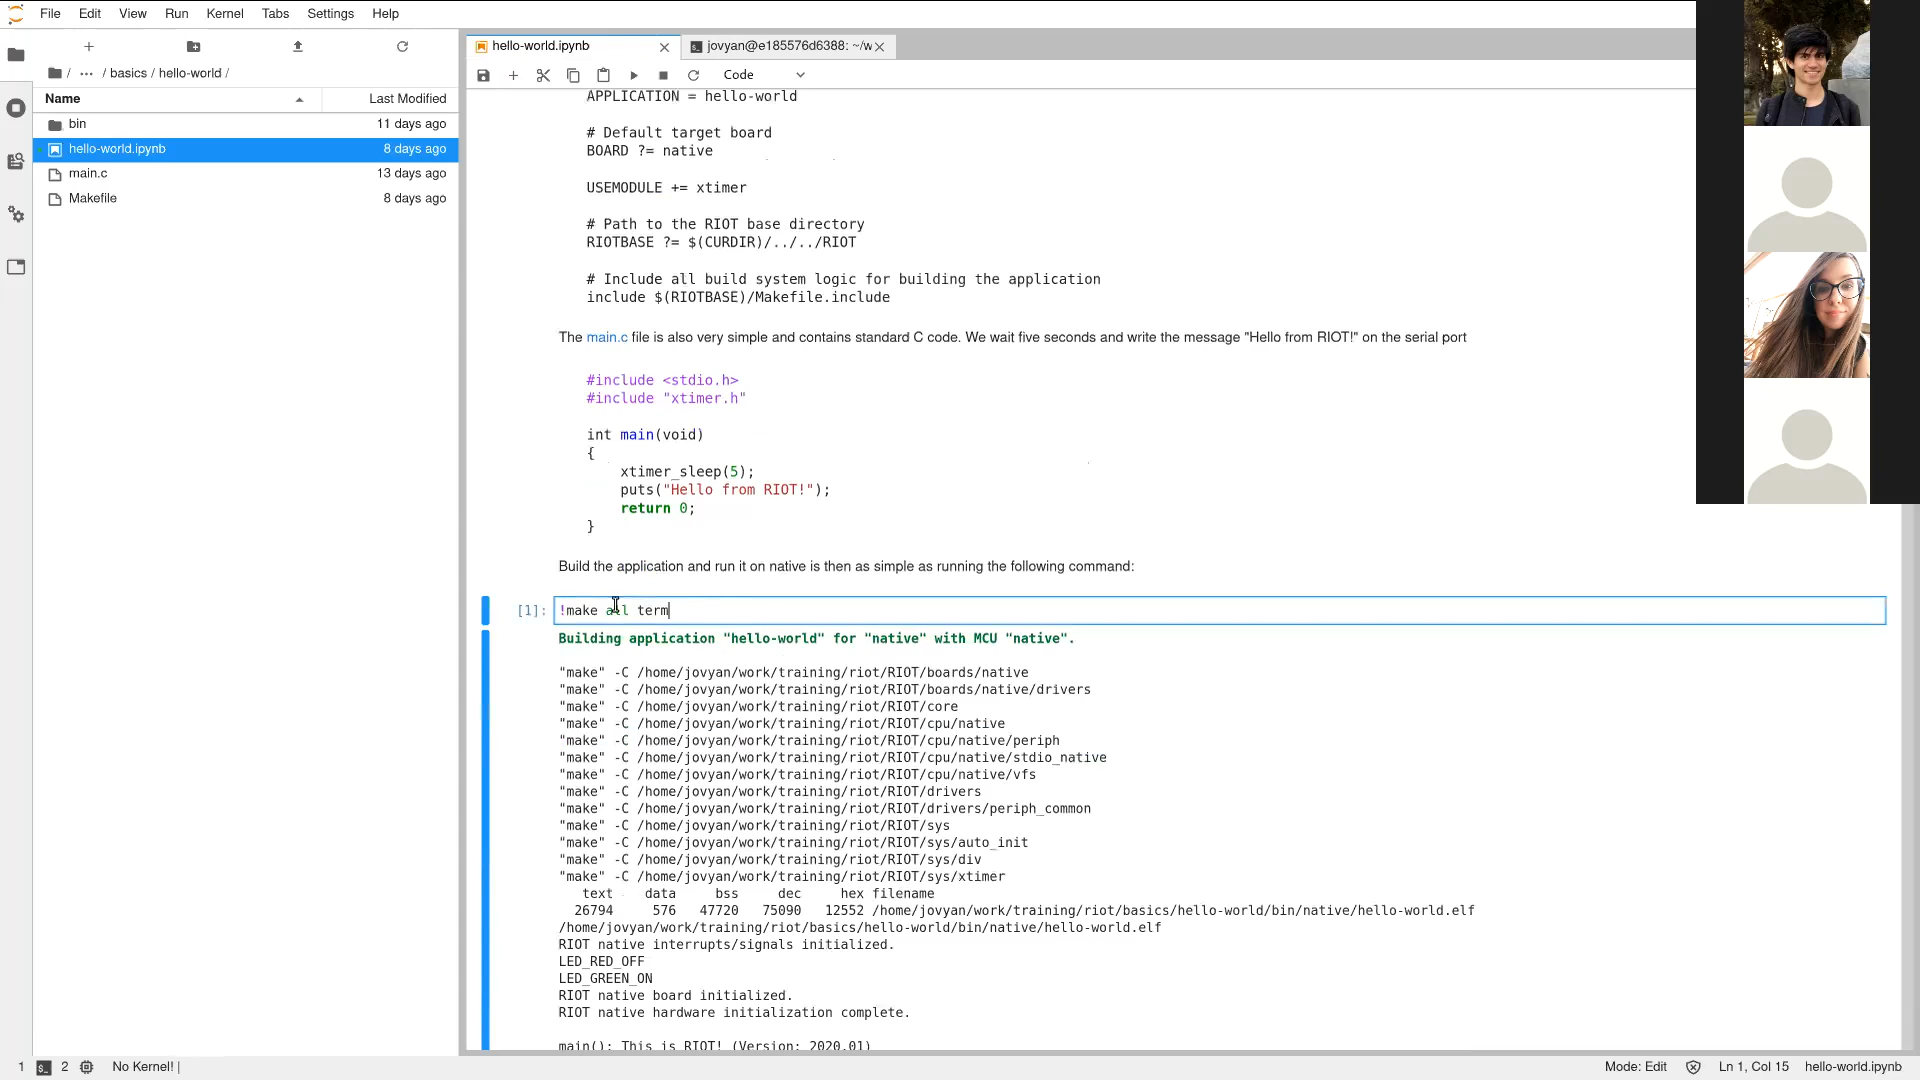 File Edit View Run Kernel Tabs Settings Help
/ ··· / basics / hello-world /
Name Last Modified
bin 11 days ago
hello-world.ipynb 8 days ago
main.c 13 days ago
Makefile 8 days ago
hello-world.ipynb
jovyan@e185576d6388: ~/w
Code
APPLICATION = hello-world
# Default target board
BOARD ?= native
USEMODULE += xtimer
# Path to the RIOT base directory
RIOTBASE ?= $(CURDIR)/../../RIOT
# Include all build system logic for building the application
include $(RIOTBASE)/Makefile.include
The main.c file is also very simple and contains standard C code. We wait five seconds and write the message "Hello from RIOT!" on the serial port
#include <stdio.h>
#include "xtimer.h"
int main(void)
{
xtimer_sleep(5);
puts("Hello from RIOT!");
return 0;
}
Build the application and run it on native is then as simple as running the following command:
[1]: !make all term
Building application "hello-world" for "native" with MCU "native".
"make" -C /home/jovyan/work/training/riot/RIOT/boards/native
"make" -C /home/jovyan/work/training/riot/RIOT/boards/native/drivers
"make" -C /home/jovyan/work/training/riot/RIOT/core
"make" -C /home/jovyan/work/training/riot/RIOT/cpu/native
"make" -C /home/jovyan/work/training/riot/RIOT/cpu/native/periph
"make" -C /home/jovyan/work/training/riot/RIOT/cpu/native/stdio_native
"make" -C /home/jovyan/work/training/riot/RIOT/cpu/native/vfs
"make" -C /home/jovyan/work/training/riot/RIOT/drivers
"make" -C /home/jovyan/work/training/riot/RIOT/drivers/periph_common
"make" -C /home/jovyan/work/training/riot/RIOT/sys
"make" -C /home/jovyan/work/training/riot/RIOT/sys/auto_init
"make" -C /home/jovyan/work/training/riot/RIOT/sys/div
"make" -C /home/jovyan/work/training/riot/RIOT/sys/xtimer
text data bss dec hex filename
26794 576 47720 75090 12552 /home/jovyan/work/training/riot/basics/hello-world/bin/native/hello-world.elf
/home/jovyan/work/training/riot/basics/hello-world/bin/native/hello-world.elf
RIOT native interrupts/signals initialized.
LED_RED_OFF
LED_GREEN_ON
RIOT native board initialized.
RIOT native hardware initialization complete.
main(): This is RIOT! (Version: 2020.01)
1 2 No Kernel! | Mode: Edit Ln 1, Col 15 hello-world.ipynb